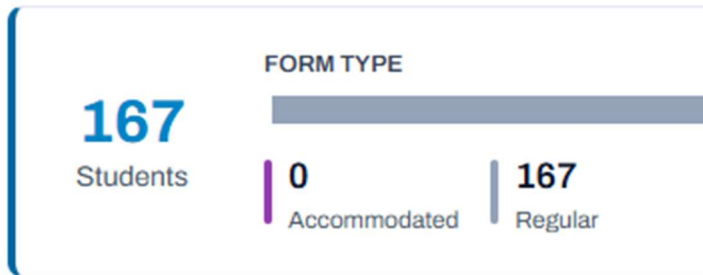 FORM TYPE
167
Students
0
Accommodated
167
Regular